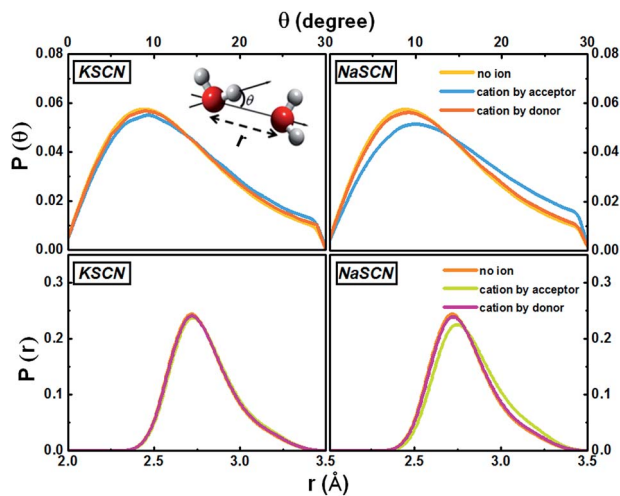 θ (degree)
0 10 20 30 0 10 20 30
0.08 0.08
KSCN NaSCN
no ion
cation by acceptor
cation by donor
θ
r
0.06 0.06
P(θ)
0.04 0.04
0.02 0.02
0.00 0.00
KSCN NaSCN
no ion
cation by acceptor
cation by donor
0.3 0.3
0.2 0.2
P(r)
0.1 0.1
0.0 0.0
2.0 2.5 3.0 3.5 2.5 3.0 3.5
r (Å)